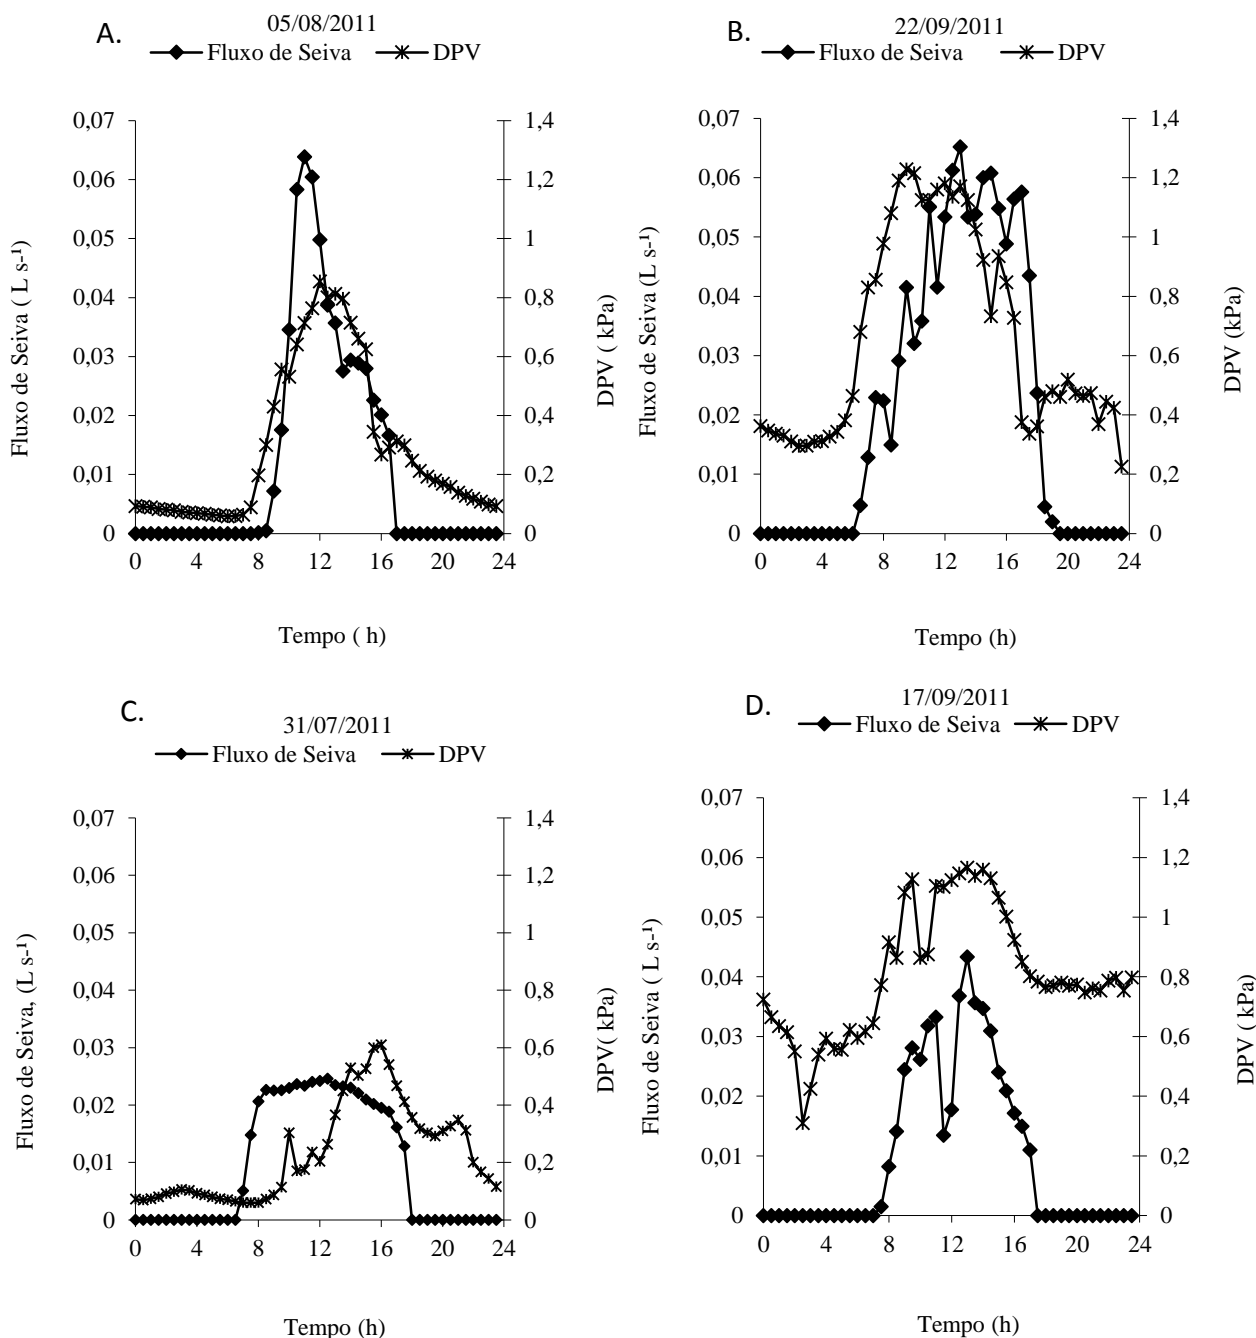 A.
05/08/2011
Fluxo de Seiva DPV
0,07
0,06
0,05
0,04
0,03
0,02
0,01
0
1,4
1,2
1
0,8
0,6
0,4
0,2
0
0 4 8 12 16 20 24
Fluxo de Seiva ( L s-¹)
DPV ( kPa)
Tempo ( h)
B.
22/09/2011
Fluxo de Seiva DPV
0,07
0,06
0,05
0,04
0,03
0,02
0,01
0
1,4
1,2
1
0,8
0,6
0,4
0,2
0
0 4 8 12 16 20 24
Fluxo de Seiva (L s-¹)
DPV (kPa)
Tempo (h)
C.
31/07/2011
Fluxo de Seiva DPV
0,07
0,06
0,05
0,04
0,03
0,02
0,01
0
1,4
1,2
1
0,8
0,6
0,4
0,2
0
0 4 8 12 16 20 24
Fluxo de Seiva, (L s-¹)
DPV( kPa)
Tempo (h)
D.
17/09/2011
Fluxo de Seiva DPV
0,07
0,06
0,05
0,04
0,03
0,02
0,01
0
1,4
1,2
1
0,8
0,6
0,4
0,2
0
0 4 8 12 16 20 24
Fluxo de Seiva ( L s-¹)
DPV ( kPa)
Tempo (h)